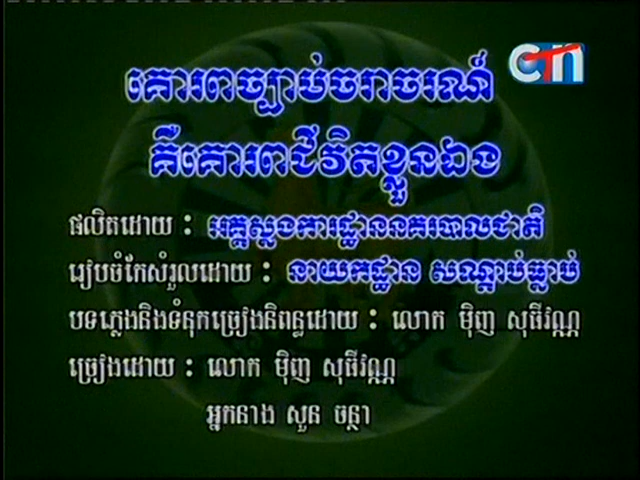 CTN
គោរពច្បាប់ចរាចរណ៍
គឺគោរពជីវិតខ្លួនឯង
ផលិតដោយ ៖ អគ្គស្នងការដ្ឋាននគរបាលជាតិ
រៀបចំកែសំរួលដោយ ៖ នាយកដ្ឋាន សណ្តាប់ធ្នាប់
បទភ្លេងនិងទំនុកច្រៀងនិពន្ធដោយ ៖ លោក ម៉ិញ សុធីវណ្ណ
ច្រៀងដោយ ៖ លោក ម៉ិញ សុធីវណ្ណ
អ្នកនាង សួន ចន្ថា